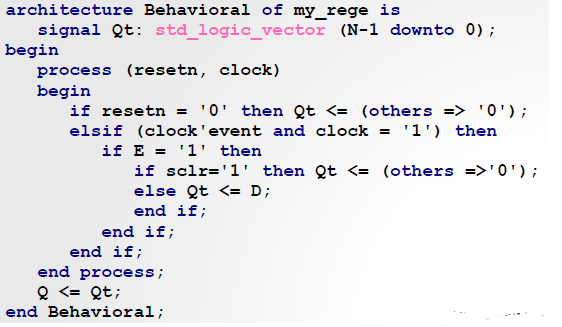 architecture Behavioral of my_rege is
signal Qt: std_logic_vector (N-1 downto 0);
begin
process (resetn, clock)
begin
if resetn = '0' then Qt <= (others => '0');
elsif (clock'event and clock = '1') then
if E = '1' then
if sclr='1' then Qt <= (others =>'0');
else Qt <= D;
end if;
end if;
end if;
end process;
Q <= Qt;
end Behavioral;